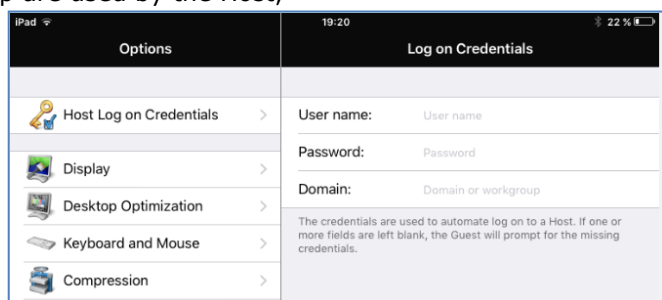 p are used by the Host,
iPad 19:20 22 %
Options
Log on Credentials
Host Log on Credentials
Display
Desktop Optimization
Keyboard and Mouse
Compression
User name: User name
Password: Password
Domain: Domain or workgroup
The credentials are used to automate log on to a Host. If one or
more fields are left blank, the Guest will prompt for the missing
credentials.